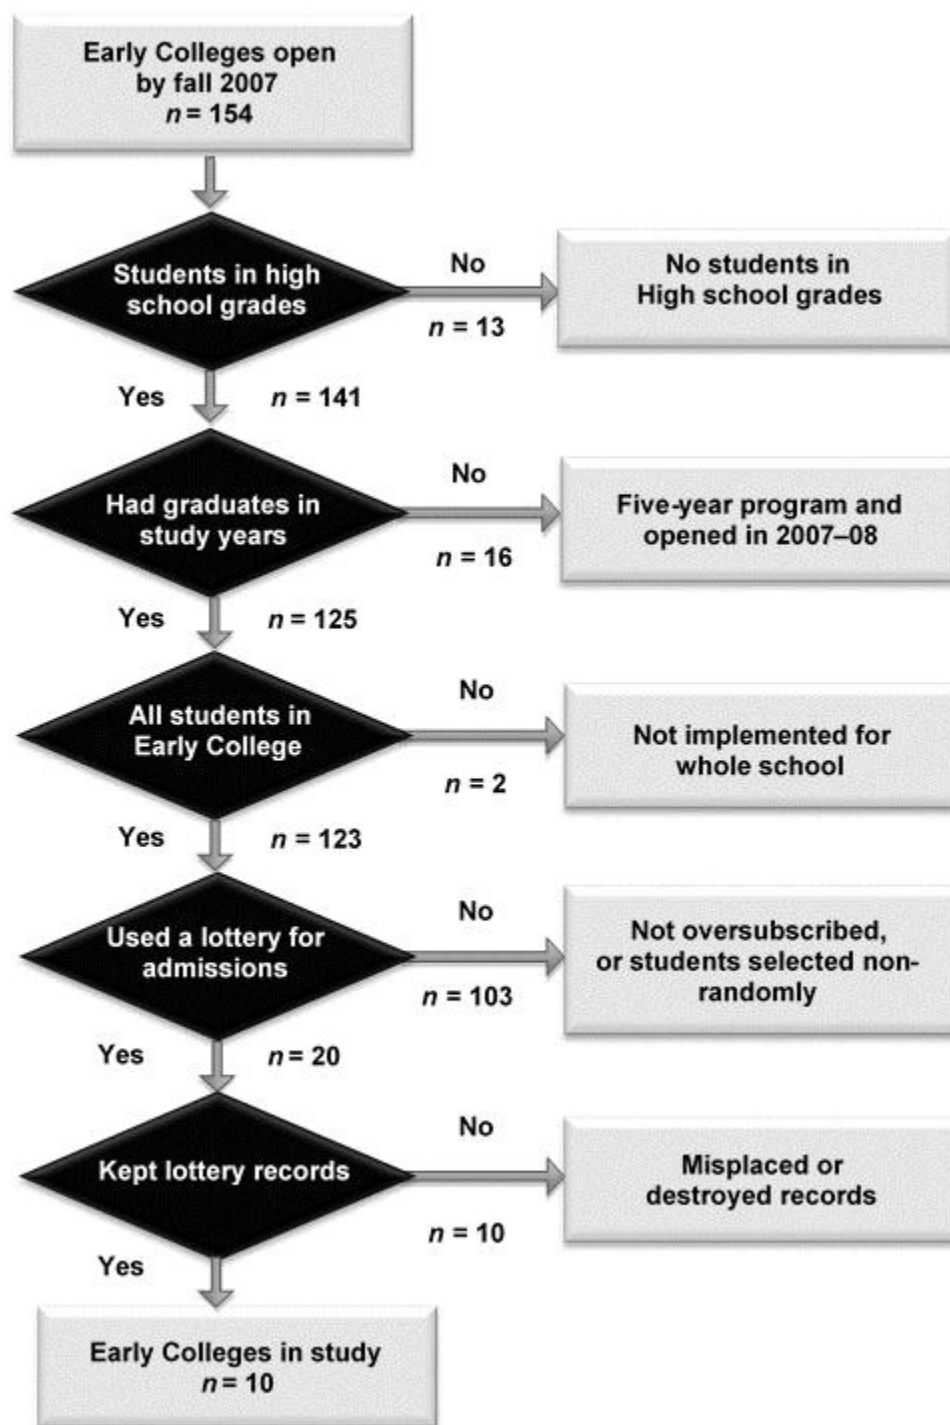 Early Colleges open
by fall 2007
n = 154
Students in high
school grades
No
n = 13
No students in
High school grades
Yes
n = 141
Had graduates in
study years
No
n = 16
Five-year program and
opened in 2007–08
Yes
n = 125
All students in
Early College
No
n = 2
Not implemented for
whole school
Yes
n = 123
Used a lottery for
admissions
No
n = 103
Not oversubscribed,
or students selected non-
randomly
Yes
n = 20
Kept lottery records
No
n = 10
Misplaced or
destroyed records
Yes
Early Colleges in study
n = 10